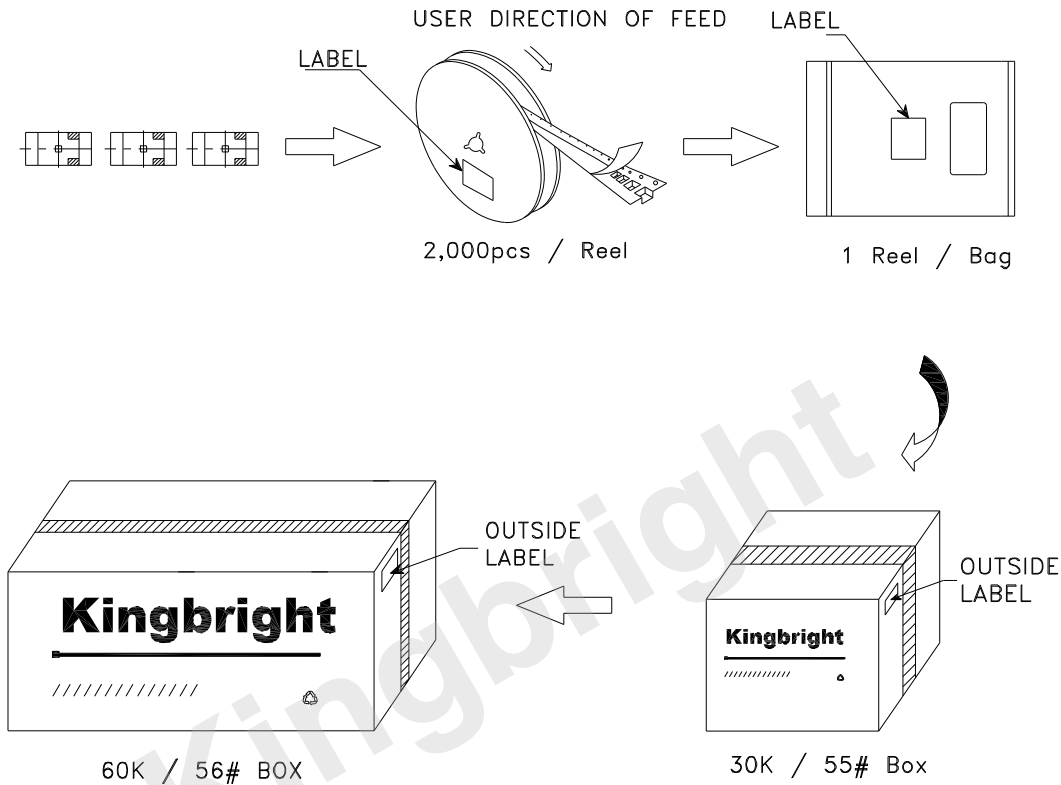 USER DIRECTION OF FEED
LABEL
LABEL
2,000pcs / Reel
1 Reel / Bag
OUTSIDE
LABEL
OUTSIDE
LABEL
Kingbright
Kingbright
60K / 56# BOX
30K / 55# Box
Kingbright